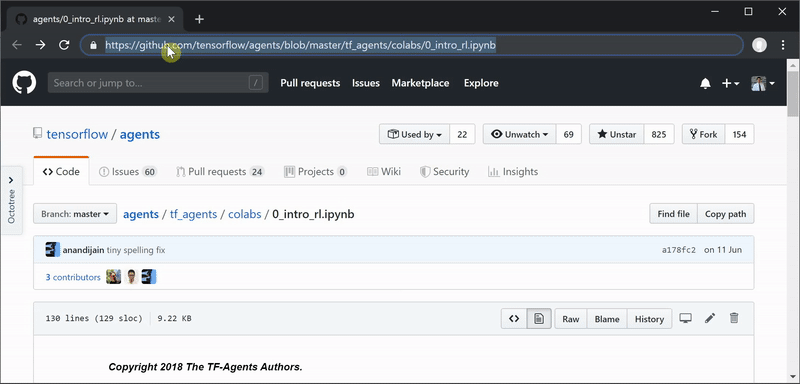 agents/0_intro_rl.ipynb at maste
https://github.com/tensorflow/agents/blob/master/tf_agents/colabs/0_intro_rl.ipynb
Search or jump to... / Pull requests Issues Marketplace Explore
tensorflow / agents Used by 22 Unwatch 69 Unstar 825 Fork 154
Code Issues 60 Pull requests 24 Projects 0 Wiki Security Insights
Octotree
Branch: master agents / tf_agents / colabs / 0_intro_rl.ipynb Find file Copy path
anandijain tiny spelling fix a178fc2 on 11 Jun
3 contributors
130 lines (129 sloc) 9.22 KB Raw Blame History
Copyright 2018 The TF-Agents Authors.